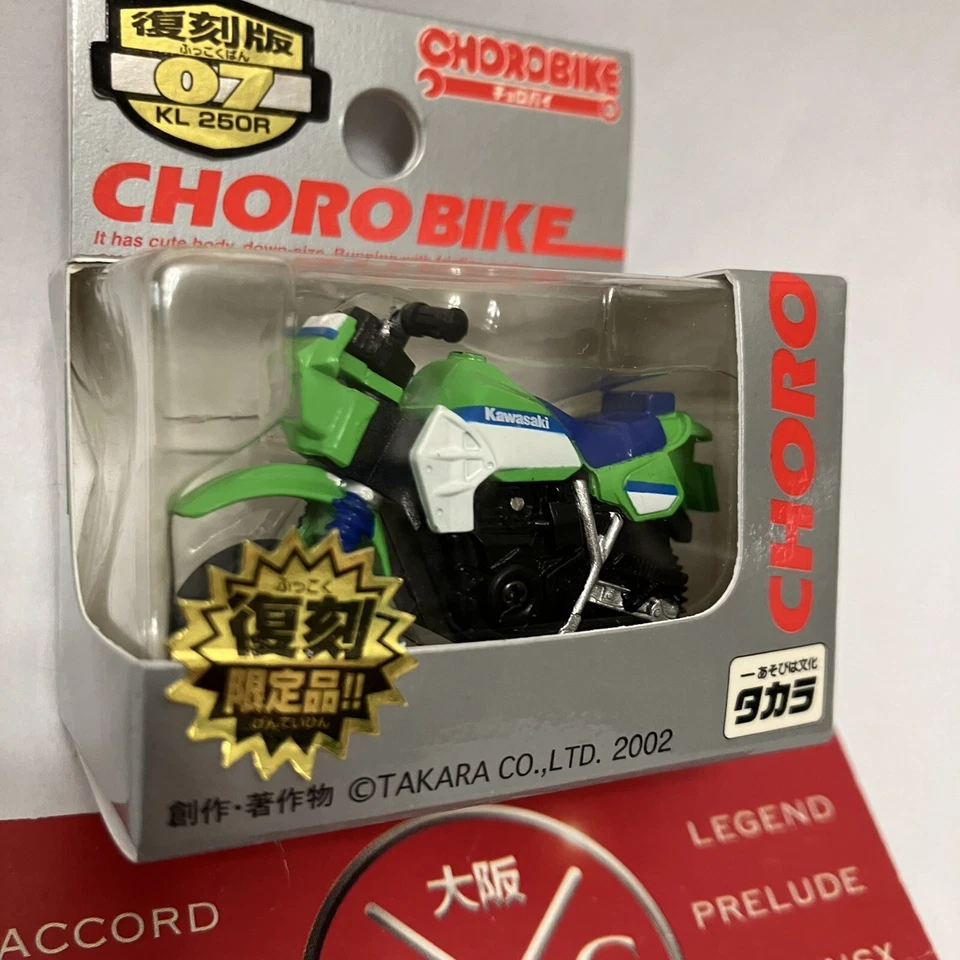 復刻版
ふっこくばん
07
KL 250R
CHOROBIKE
チョロバイ
CHORO BIKE
It has cute body, down-size. Running with
Kawasaki
CHORO
ふっこく
復刻
限定品!!
げんていひん
―あそびは文化
タカラ
創作・著作物 ©TAKARA CO.,LTD. 2002
大阪
ACCORD
LEGEND
PRELUDE
NSX